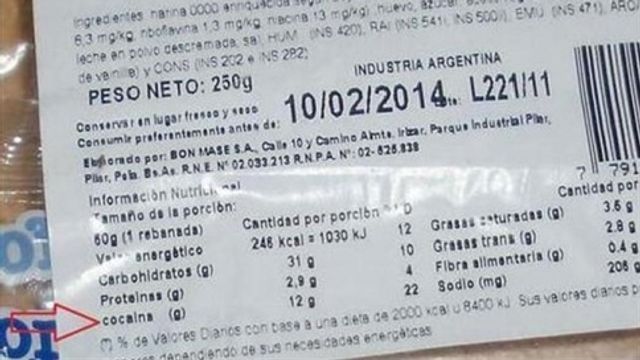 Ingredientes harina 0000 enriquecida
6,3 mg/kg, riboflavina 1,3 mg/kg, niacina 13 mg/kg), huevo, azúcar
leche en polvo descremada, sal, HUM (INS 420), RAI (INS 541i, INS 500ii), EMU (INS 471),
de vainilla) y CONS (INS 202 e INS 282)
PESO NETO: 250g
INDUSTRIA ARGENTINA
Conservar en lugar fresco y seco
Consumir preferentemente antes de: 10/02/2014 L221/11
Elaborado por: BON MASE S.A., Calle 10 y Camino Almte. Irizar, Parque Industrial Pilar,
Pilar, Pcia. Bs.As. R.N.E. N° 02.033.213 R.N.P.A. N°: 02-525.838
7 791
Información Nutricional
Tamaño de la porción:
60g (1 rebanada)
Cantidad por porción
Cantidad por
Valor energético 246 kcal = 1030 kJ 12 Grasas saturadas (g) 3.6 g
Carbohidratos (g) 31 g 10 Grasas trans (g) 2.8 g
Proteínas (g) 2,9 g 4 Fibra alimentaria (g) 0.4 g
cocaína (g) 12 g 22 Sodio (mg) 206
(*) % de Valores Diarios con base a una dieta de 2000 kcal u 8400 kJ. Sus valores diarios
dependiendo de sus necesidades energéticas